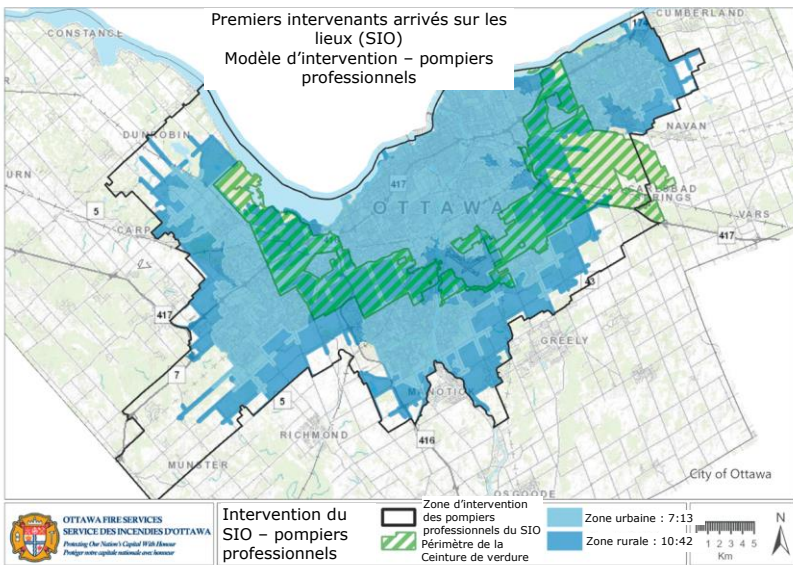 Premiers intervenants arrivés sur les
lieux (SIO)
Modèle d'intervention – pompiers
professionnels
CUMBERLAND
174
CONSTANCE
DUNROBIN
NAVAN
417
URN
OTTAWA
CARLSBAD
SPRINGS
5
VARS
CARP
417
417
43
GREELY
7
MANOTICK
5
RICHMOND
416
MUNSTER
City of Ottawa
OSGOODE
OTTAWA FIRE SERVICES
SERVICE DES INCENDIES D'OTTAWA
Protecting Our Nation's Capital With Honour
Protéger notre capitale nationale avec honneur
Intervention du
SIO – pompiers
professionnels
Zone d'intervention
des pompiers
professionnels du SIO
Périmètre de la
Ceinture de verdure
Zone urbaine : 7:13
Zone rurale : 10:42
1 2 3 4 5
Km
N